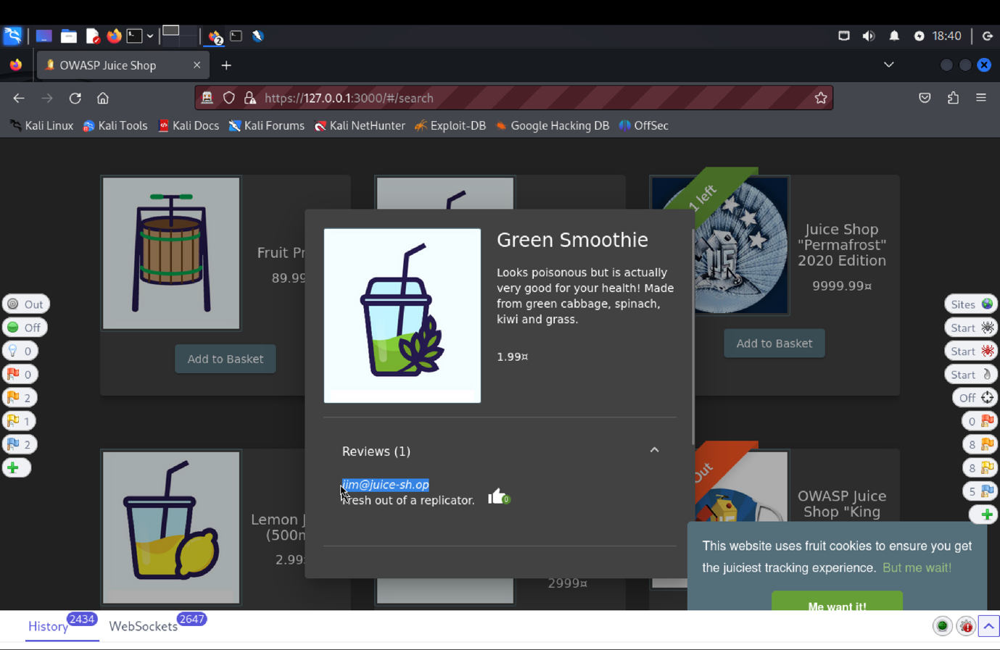 18:40
OWASP Juice Shop
https://127.0.0.1:3000/#/search
Kali Linux
Kali Tools
Kali Docs
Kali Forums
Kali NetHunter
Exploit-DB
Google Hacking DB
OffSec
Fruit Pr
89.99
Add to Basket
1 left
Juice Shop
"Permafrost"
2020 Edition
9999.99¤
Add to Basket
Green Smoothie
Looks poisonous but is actually
very good for your health! Made
from green cabbage, spinach,
kiwi and grass.
1.99¤
Reviews (1)
jim@juice-sh.op
Fresh out of a replicator.
0
Out
Off
0
0
2
1
2
Sites
Start
Start
Start
Off
0
8
8
5
Lemon J
(500m
2.99
2999¤
Out
OWASP Juice
Shop "King
This website uses fruit cookies to ensure you get
the juiciest tracking experience. But me wait!
Me want it!
History 2434
WebSockets 2647